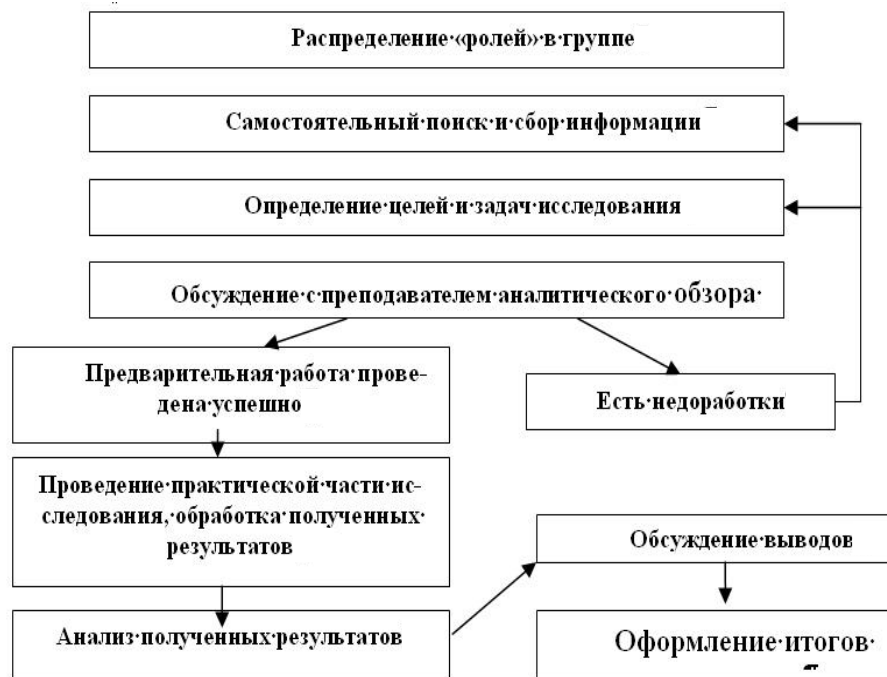 Распределение·«ролей»·в·группе
Самостоятельный·поиск·и·сбор·информации
Определение·целей·и·задач·исследования
Обсуждение·с·преподавателем·аналитического·обзора·
Предварительная·работа·прове-
дена·успешно
Есть·недоработки
Проведение·практической·части·ис-
следования,·обработка·полученных·
результатов
Анализ·полученных·результатов
Обсуждение·выводов
Оформление·итогов·